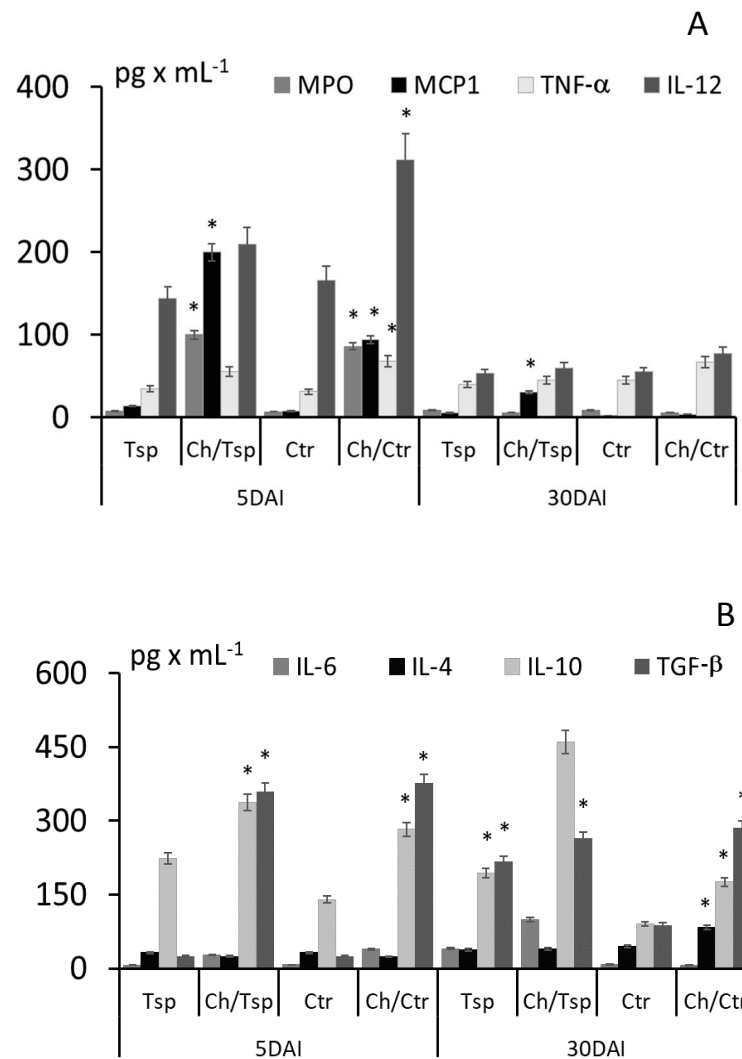 A
pg x mL-1
MPO MCP1 TNF-α IL-12
400
300
200
100
0
* * * * * * *
Tsp Ch/Tsp Ctr Ch/Ctr Tsp Ch/Tsp Ctr Ch/Ctr
5DAI 30DAI
B
pg x mL-1
IL-6 IL-4 IL-10 TGF-β
600
450
300
150
0
* * * * * * * * * *
Tsp Ch/Tsp Ctr Ch/Ctr Tsp Ch/Tsp Ctr Ch/Ctr
5DAI 30DAI